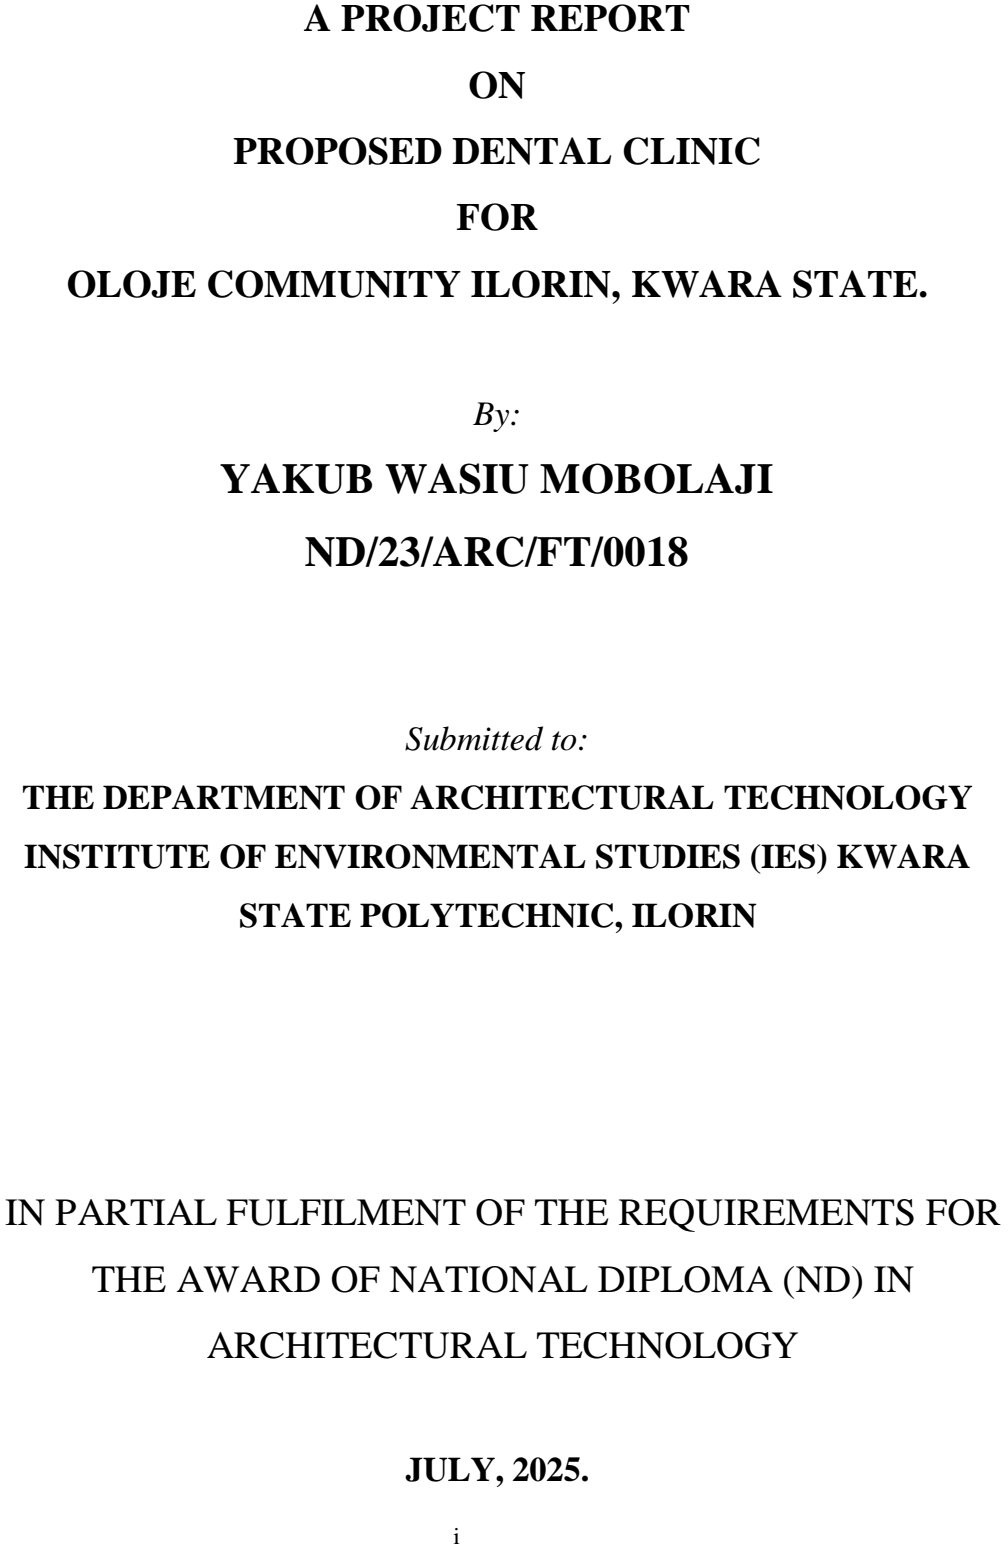 A PROJECT REPORT
ON
PROPOSED DENTAL CLINIC
FOR
OLOJE COMMUNITY ILORIN, KWARA STATE.
By:
YAKUB WASIU MOBOLAJI
ND/23/ARC/FT/0018
Submitted to:
THE DEPARTMENT OF ARCHITECTURAL TECHNOLOGY
INSTITUTE OF ENVIRONMENTAL STUDIES (IES) KWARA
STATE POLYTECHNIC, ILORIN
IN PARTIAL FULFILMENT OF THE REQUIREMENTS FOR
THE AWARD OF NATIONAL DIPLOMA (ND) IN
ARCHITECTURAL TECHNOLOGY
JULY, 2025.
i